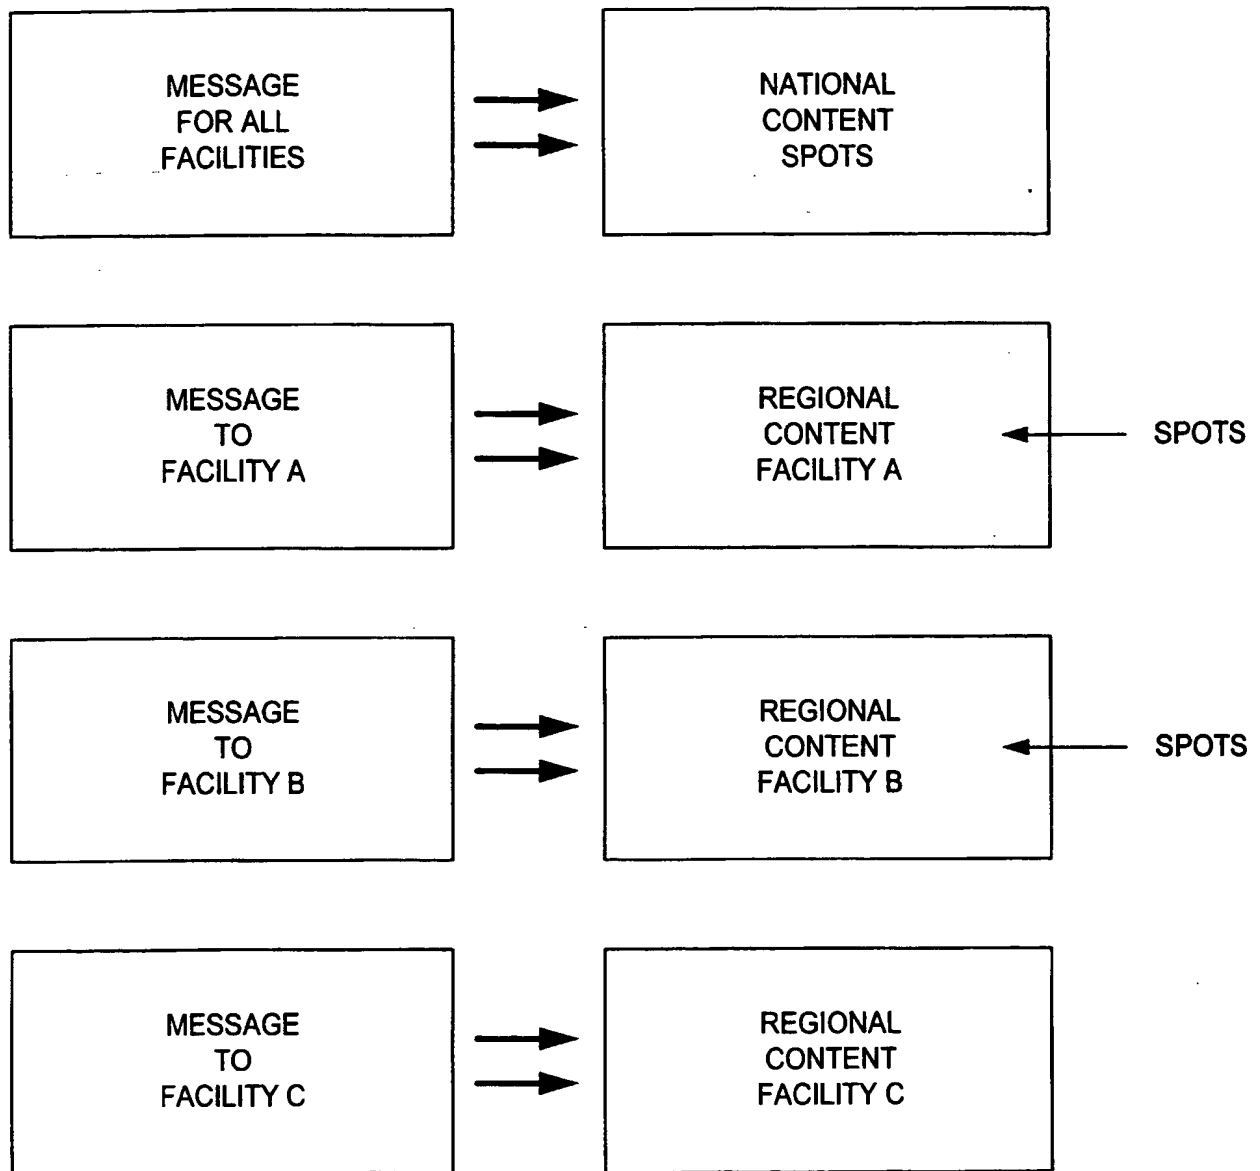 MESSAGE
FOR ALL
FACILITIES
NATIONAL
CONTENT
SPOTS
MESSAGE
TO
FACILITY A
REGIONAL
CONTENT
FACILITY A
SPOTS
MESSAGE
TO
FACILITY B
REGIONAL
CONTENT
FACILITY B
SPOTS
MESSAGE
TO
FACILITY C
REGIONAL
CONTENT
FACILITY C